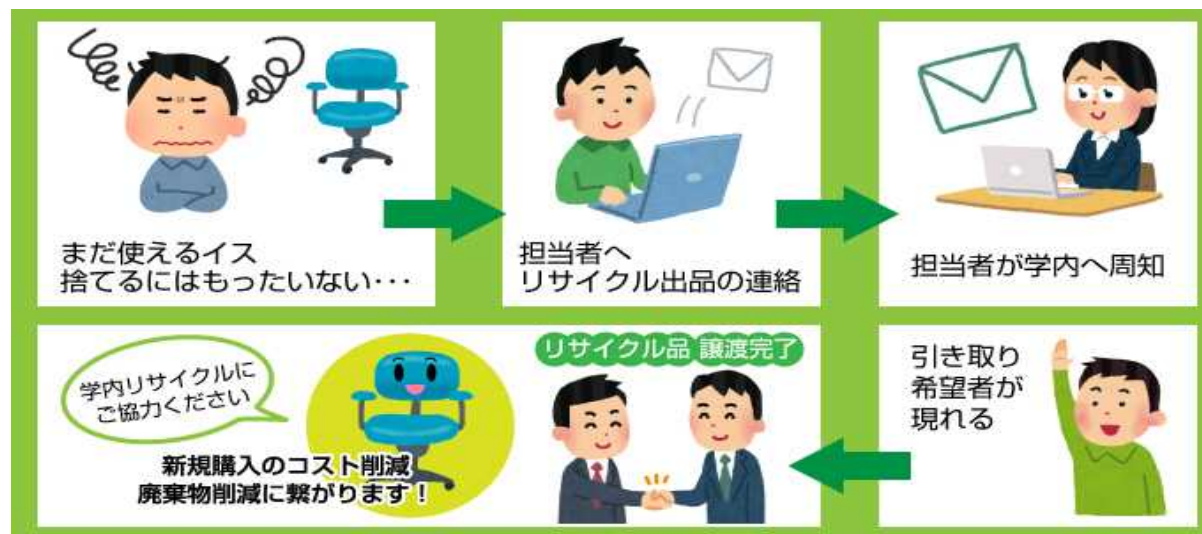 まだ使えるイス
捨てるにはもったいない･･･
担当者へ
リサイクル出品の連絡
担当者が学内へ周知
引き取り
希望者が
現れる
リサイクル品 譲渡完了
学内リサイクルに
ご協力ください
新規購入のコスト削減
廃棄物削減に繋がります！